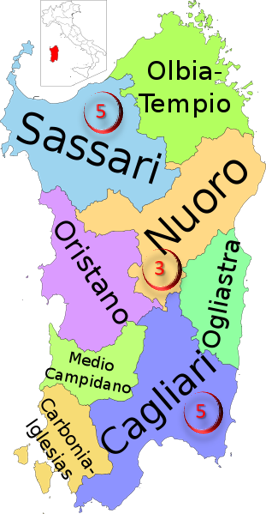 Olbia-
Tempio
5
Sassari
Nuoro
Oristano
3
Ogliastra
Medio
Campidano
Cagliari
5
Carbonia-
Iglesias